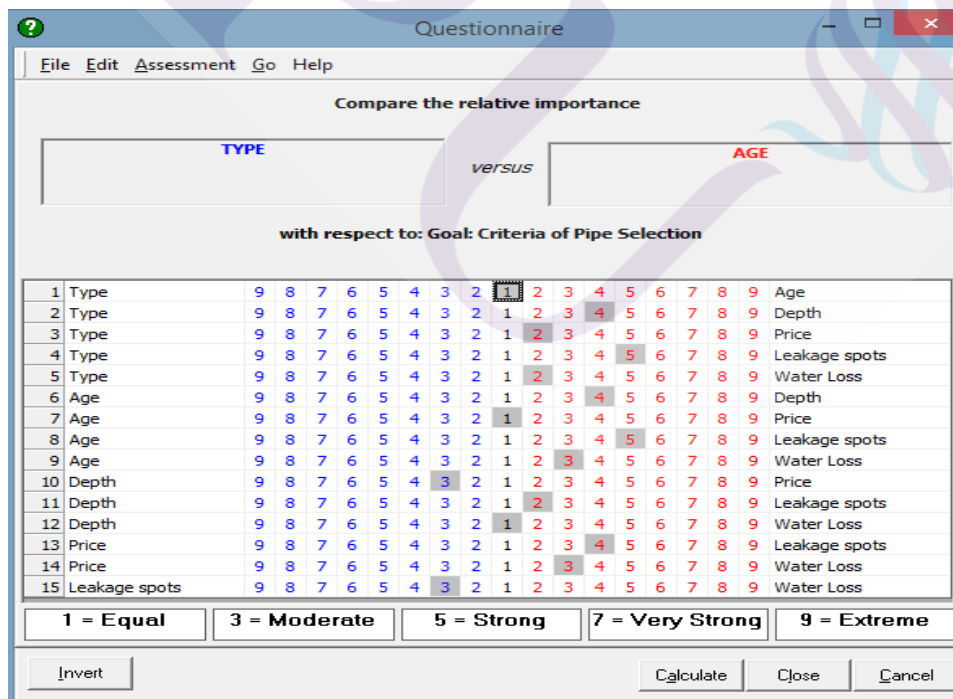 Questionnaire
File Edit Assessment Go Help
Compare the relative importance
TYPE versus AGE
with respect to: Goal: Criteria of Pipe Selection
1 Type 9 8 7 6 5 4 3 2 1 2 3 4 5 6 7 8 9 Age
2 Type 9 8 7 6 5 4 3 2 1 2 3 4 5 6 7 8 9 Depth
3 Type 9 8 7 6 5 4 3 2 1 2 3 4 5 6 7 8 9 Price
4 Type 9 8 7 6 5 4 3 2 1 2 3 4 5 6 7 8 9 Leakage spots
5 Type 9 8 7 6 5 4 3 2 1 2 3 4 5 6 7 8 9 Water Loss
6 Age 9 8 7 6 5 4 3 2 1 2 3 4 5 6 7 8 9 Depth
7 Age 9 8 7 6 5 4 3 2 1 2 3 4 5 6 7 8 9 Price
8 Age 9 8 7 6 5 4 3 2 1 2 3 4 5 6 7 8 9 Leakage spots
9 Age 9 8 7 6 5 4 3 2 1 2 3 4 5 6 7 8 9 Water Loss
10 Depth 9 8 7 6 5 4 3 2 1 2 3 4 5 6 7 8 9 Price
11 Depth 9 8 7 6 5 4 3 2 1 2 3 4 5 6 7 8 9 Leakage spots
12 Depth 9 8 7 6 5 4 3 2 1 2 3 4 5 6 7 8 9 Water Loss
13 Price 9 8 7 6 5 4 3 2 1 2 3 4 5 6 7 8 9 Leakage spots
14 Price 9 8 7 6 5 4 3 2 1 2 3 4 5 6 7 8 9 Water Loss
15 Leakage spots 9 8 7 6 5 4 3 2 1 2 3 4 5 6 7 8 9 Water Loss
1 = Equal 3 = Moderate 5 = Strong 7 = Very Strong 9 = Extreme
Invert Calculate Close Cancel